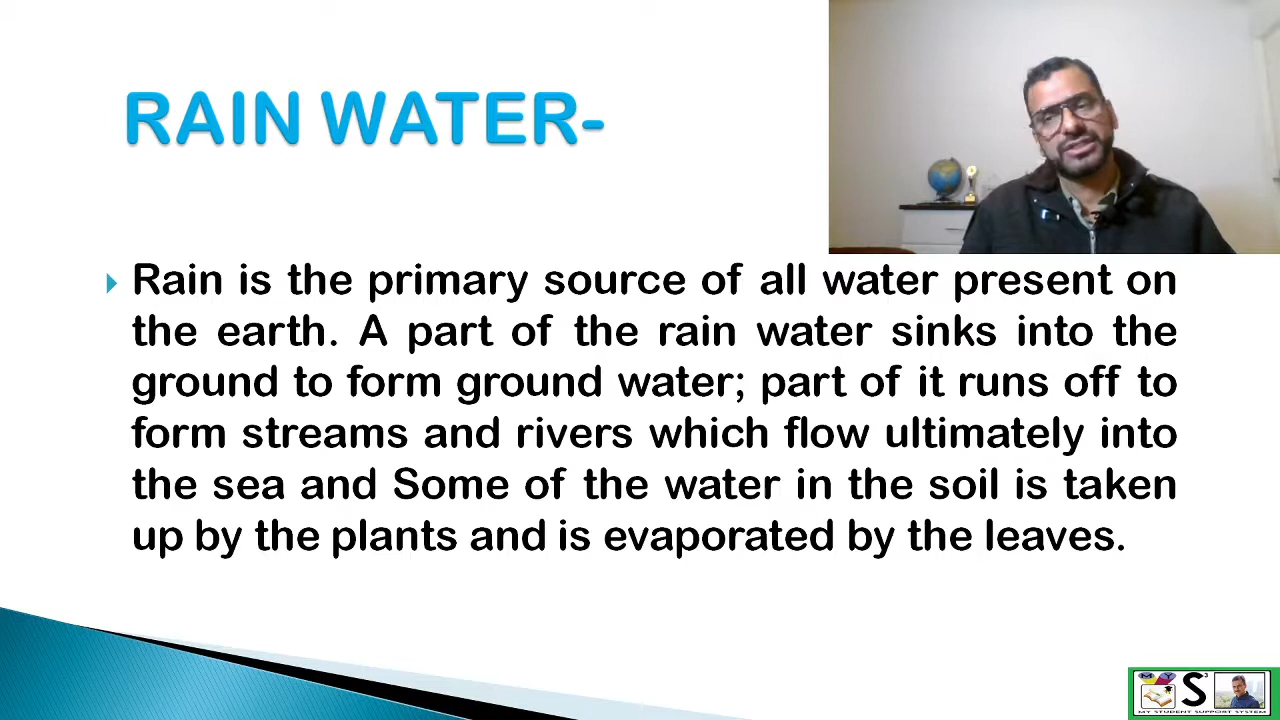 RAIN WATER-
Rain is the primary source of all water present on
the earth. A part of the rain water sinks into the
ground to form ground water; part of it runs off to
form streams and rivers which flow ultimately into
the sea and Some of the water in the soil is taken
up by the plants and is evaporated by the leaves.
M Y
S³
MY STUDENT SUPPORT SYSTEM